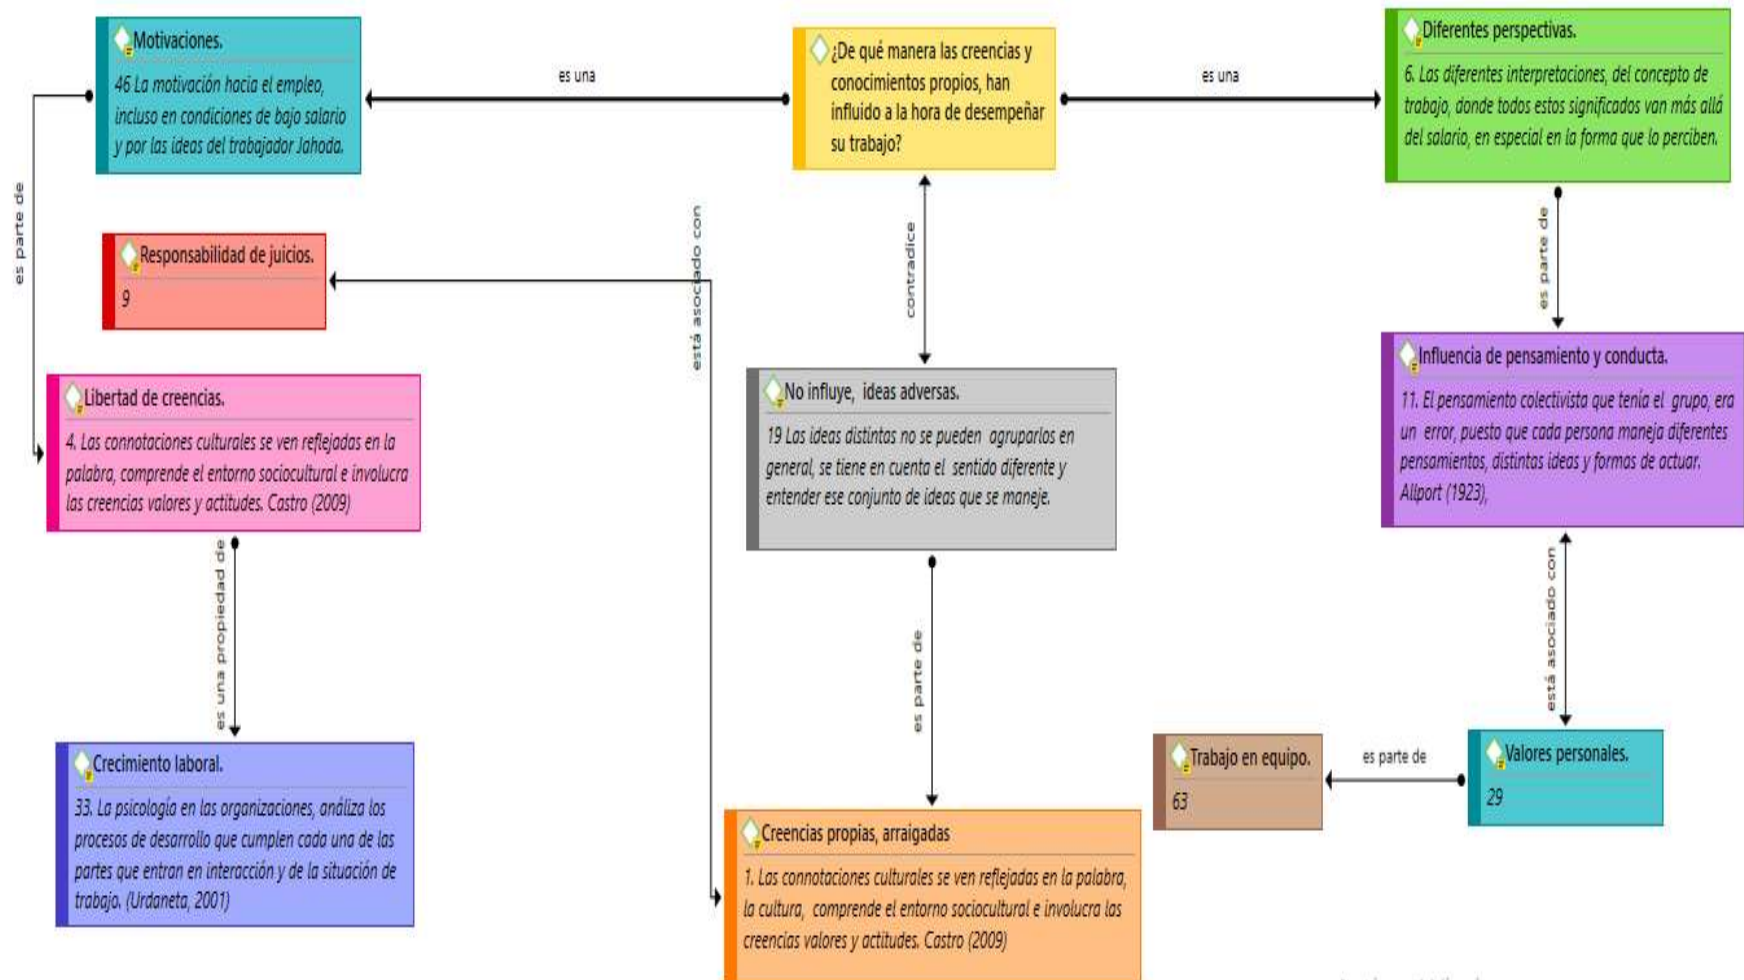 Motivaciones.
46 La motivación hacia el empleo,
incluso en condiciones de bajo salario
y por las ideas del trabajador Jahoda.
es una
¿De qué manera las creencias y
conocimientos propios, han
influido a la hora de desempeñar
su trabajo?
es una
Diferentes perspectivas.
6. Las diferentes interpretaciones, del concepto de
trabajo, donde todos estos significados van más allá
del salario, en especial en la forma que lo perciben.
es parte de
Responsabilidad de juicios.
9
está asociado con
contradice
es parte de
Libertad de creencias.
4. Las connotaciones culturales se ven reflejadas en la
palabra, comprende el entorno sociocultural e involucra
las creencias valores y actitudes. Castro (2009)
No influye, ideas adversas.
19 Las ideas distintas no se pueden agruparlos en
general, se tiene en cuenta el sentido diferente y
entender ese conjunto de ideas que se maneje.
Influencia de pensamiento y conducta.
11. El pensamiento colectivista que tenía el grupo, era
un error, puesto que cada persona maneja diferentes
pensamientos, distintas ideas y formas de actuar.
Allport (1923),
es una propiedad de
es parte de
está asociado con
Crecimiento laboral.
33. La psicología en las organizaciones, análiza los
procesos de desarrollo que cumplen cada una de las
partes que entran en interacción y de la situación de
trabajo. (Urdaneta, 2001)
Creencias propias, arraigadas
1. Las connotaciones culturales se ven reflejadas en la palabra,
la cultura, comprende el entorno sociocultural e involucra las
creencias valores y actitudes. Castro (2009)
Trabajo en equipo.
63
es parte de
Valores personales.
29